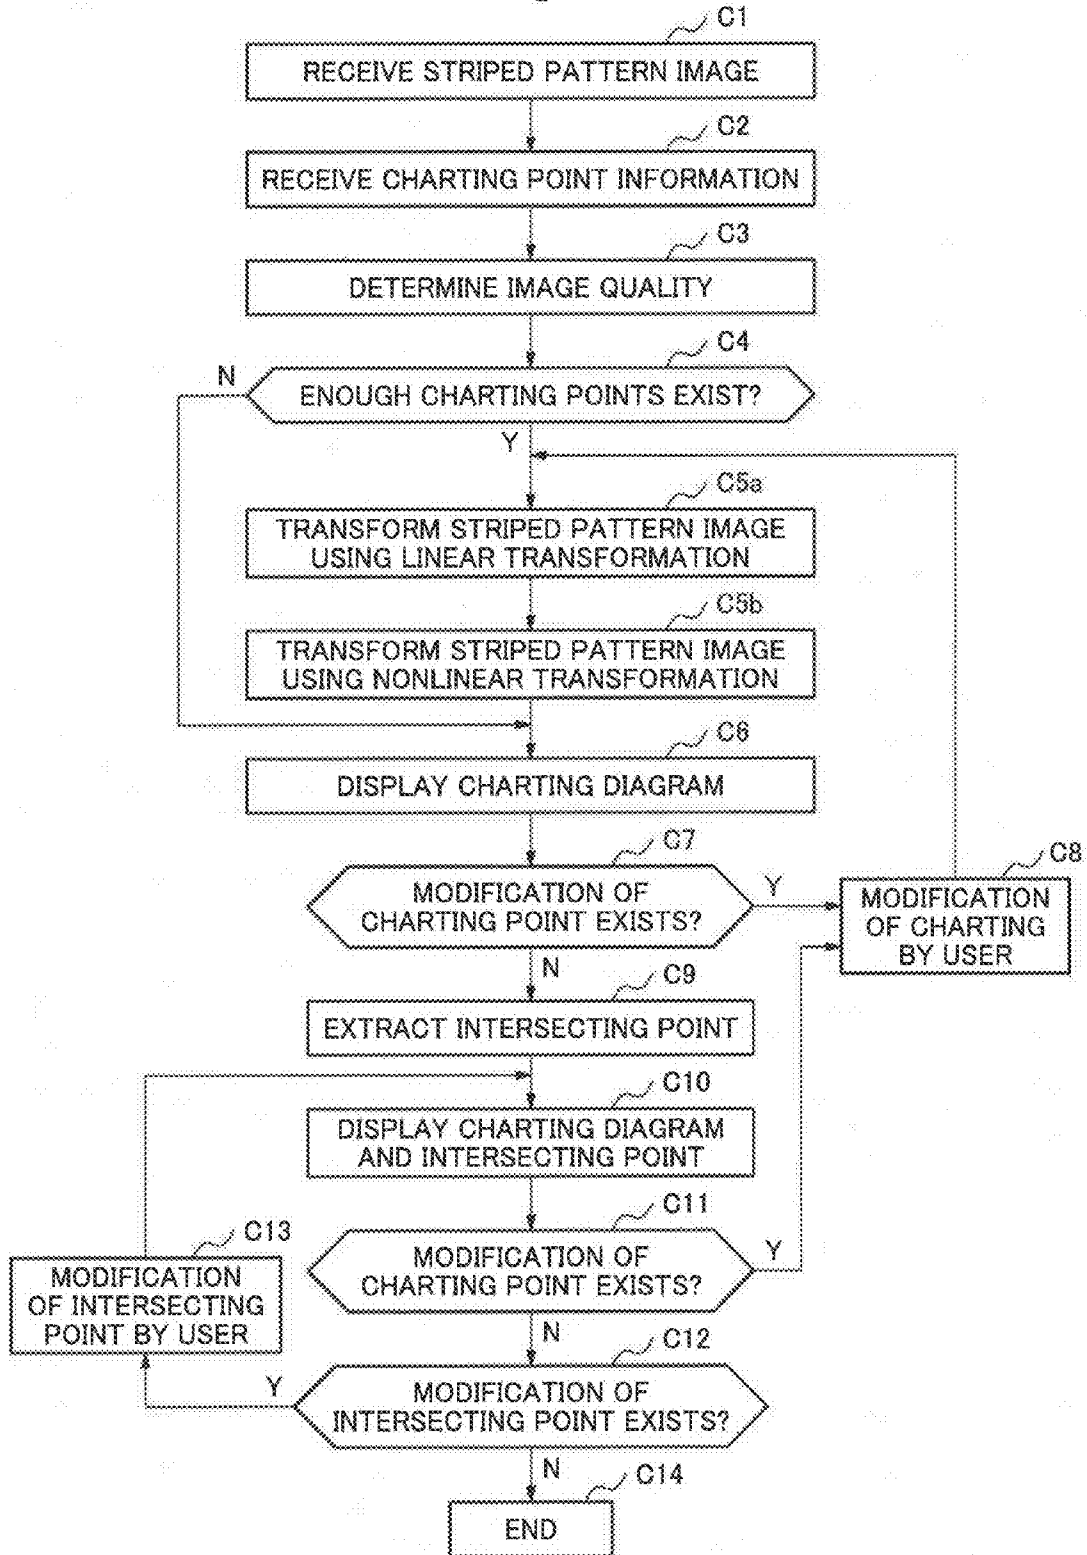 C1
RECEIVE STRIPED PATTERN IMAGE
C2
RECEIVE CHARTING POINT INFORMATION
C3
DETERMINE IMAGE QUALITY
C4
N
ENOUGH CHARTING POINTS EXIST?
Y
C5a
TRANSFORM STRIPED PATTERN IMAGE
USING LINEAR TRANSFORMATION
C5b
TRANSFORM STRIPED PATTERN IMAGE
USING NONLINEAR TRANSFORMATION
C6
DISPLAY CHARTING DIAGRAM
C7
MODIFICATION OF
CHARTING POINT EXISTS?
Y
C8
MODIFICATION
OF CHARTING
BY USER
N
C9
EXTRACT INTERSECTING POINT
C10
DISPLAY CHARTING DIAGRAM
AND INTERSECTING POINT
C11
MODIFICATION OF
CHARTING POINT EXISTS?
Y
C13
MODIFICATION
OF INTERSECTING
POINT BY USER
N
C12
Y
MODIFICATION OF
INTERSECTING POINT EXISTS?
N
C14
END